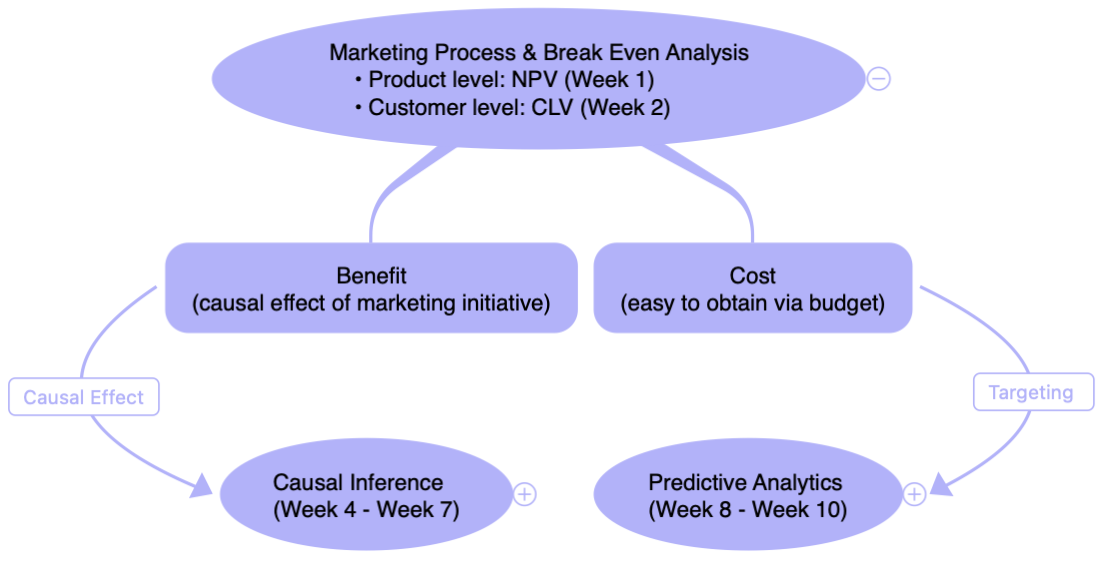 Marketing Process & Break Even Analysis
• Product level: NPV (Week 1)
• Customer level: CLV (Week 2)
Benefit
(causal effect of marketing initiative)
Cost
(easy to obtain via budget)
Causal Effect
Targeting
Causal Inference
(Week 4 - Week 7)
Predictive Analytics
(Week 8 - Week 10)